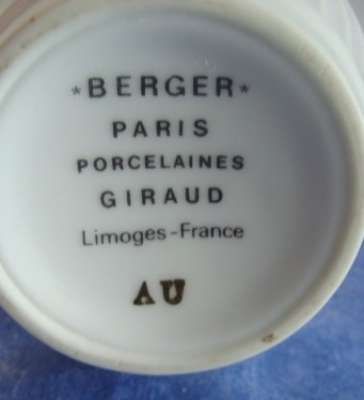 *BERGER*
PARIS
PORCELAINES
GIRAUD
Limoges-France
AU